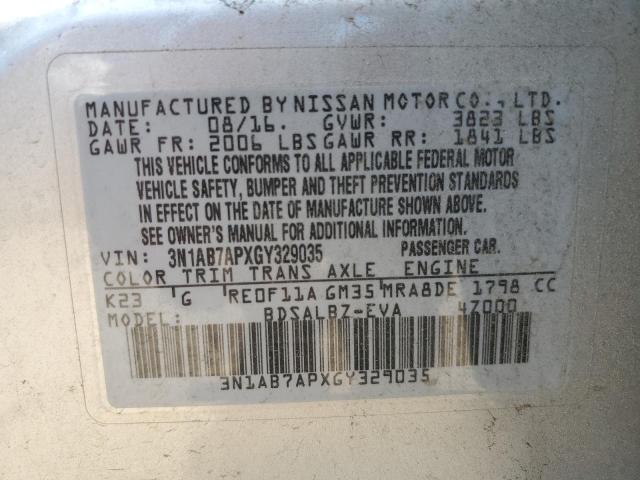 MANUFACTURED BY NISSAN MOTOR CO., LTD.
DATE: 08/16. GVWR: 3823 LBS
GAWR FR: 2006 LBS GAWR RR: 1841 LBS
THIS VEHICLE CONFORMS TO ALL APPLICABLE FEDERAL MOTOR
VEHICLE SAFETY, BUMPER AND THEFT PREVENTION STANDARDS
IN EFFECT ON THE DATE OF MANUFACTURE SHOWN ABOVE.
SEE OWNER'S MANUAL FOR ADDITIONAL INFORMATION.
VIN: 3N1AB7APXGY329035 PASSENGER CAR.
COLOR TRIM TRANS AXLE ENGINE
K23 G RE0F11A GM35 MRA8DE 1798 CC
MODEL: BDSALBZ-EVA 4Z000
3N1AB7APXGY329035